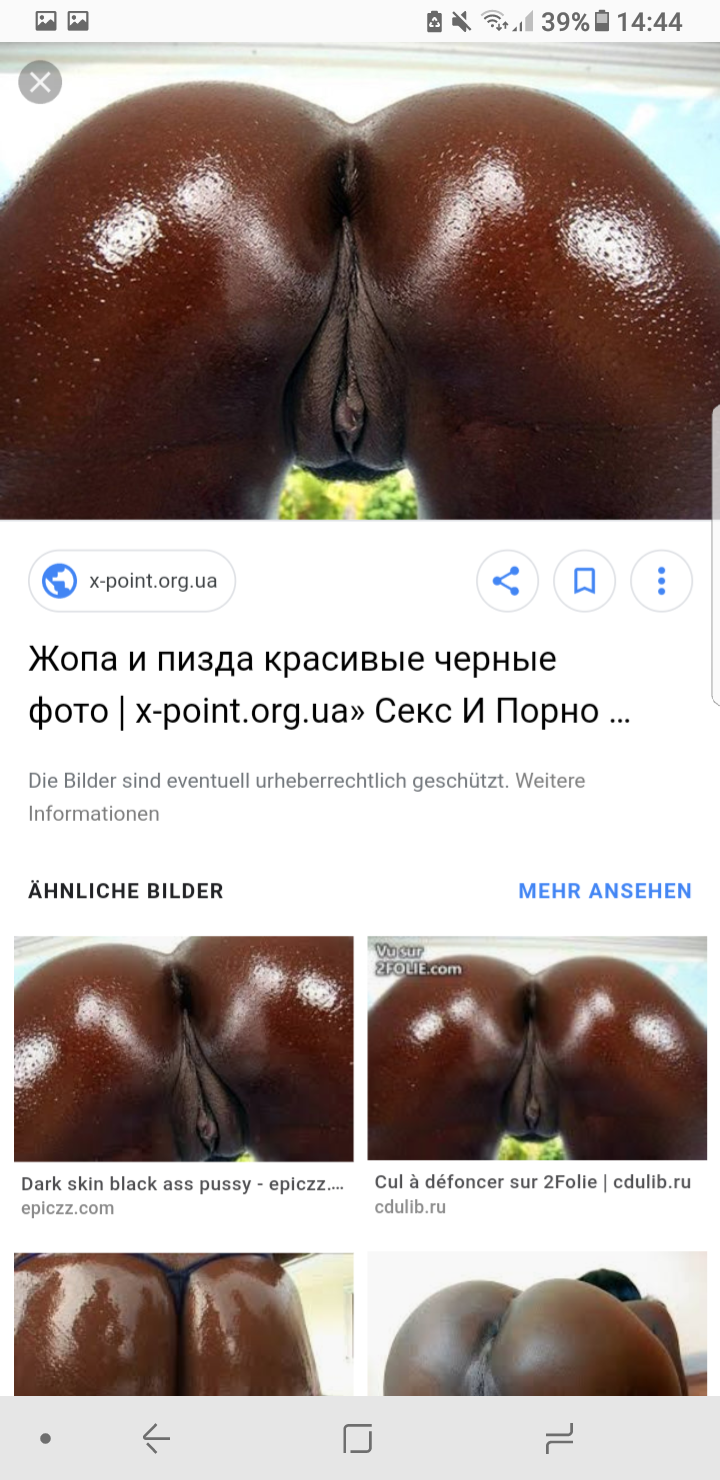 39% 14:44
x-point.org.ua
Жопа и пизда красивые черные
фото | x-point.org.ua» Секс И Порно ...
Die Bilder sind eventuell urheberrechtlich geschützt. Weitere
Informationen
ÄHNLICHE BILDER
MEHR ANSEHEN
Vu sur
2FOLIE.com
Dark skin black ass pussy - epiczz....
epiczz.com
Cul à défoncer sur 2Folie | cdulib.ru
cdulib.ru